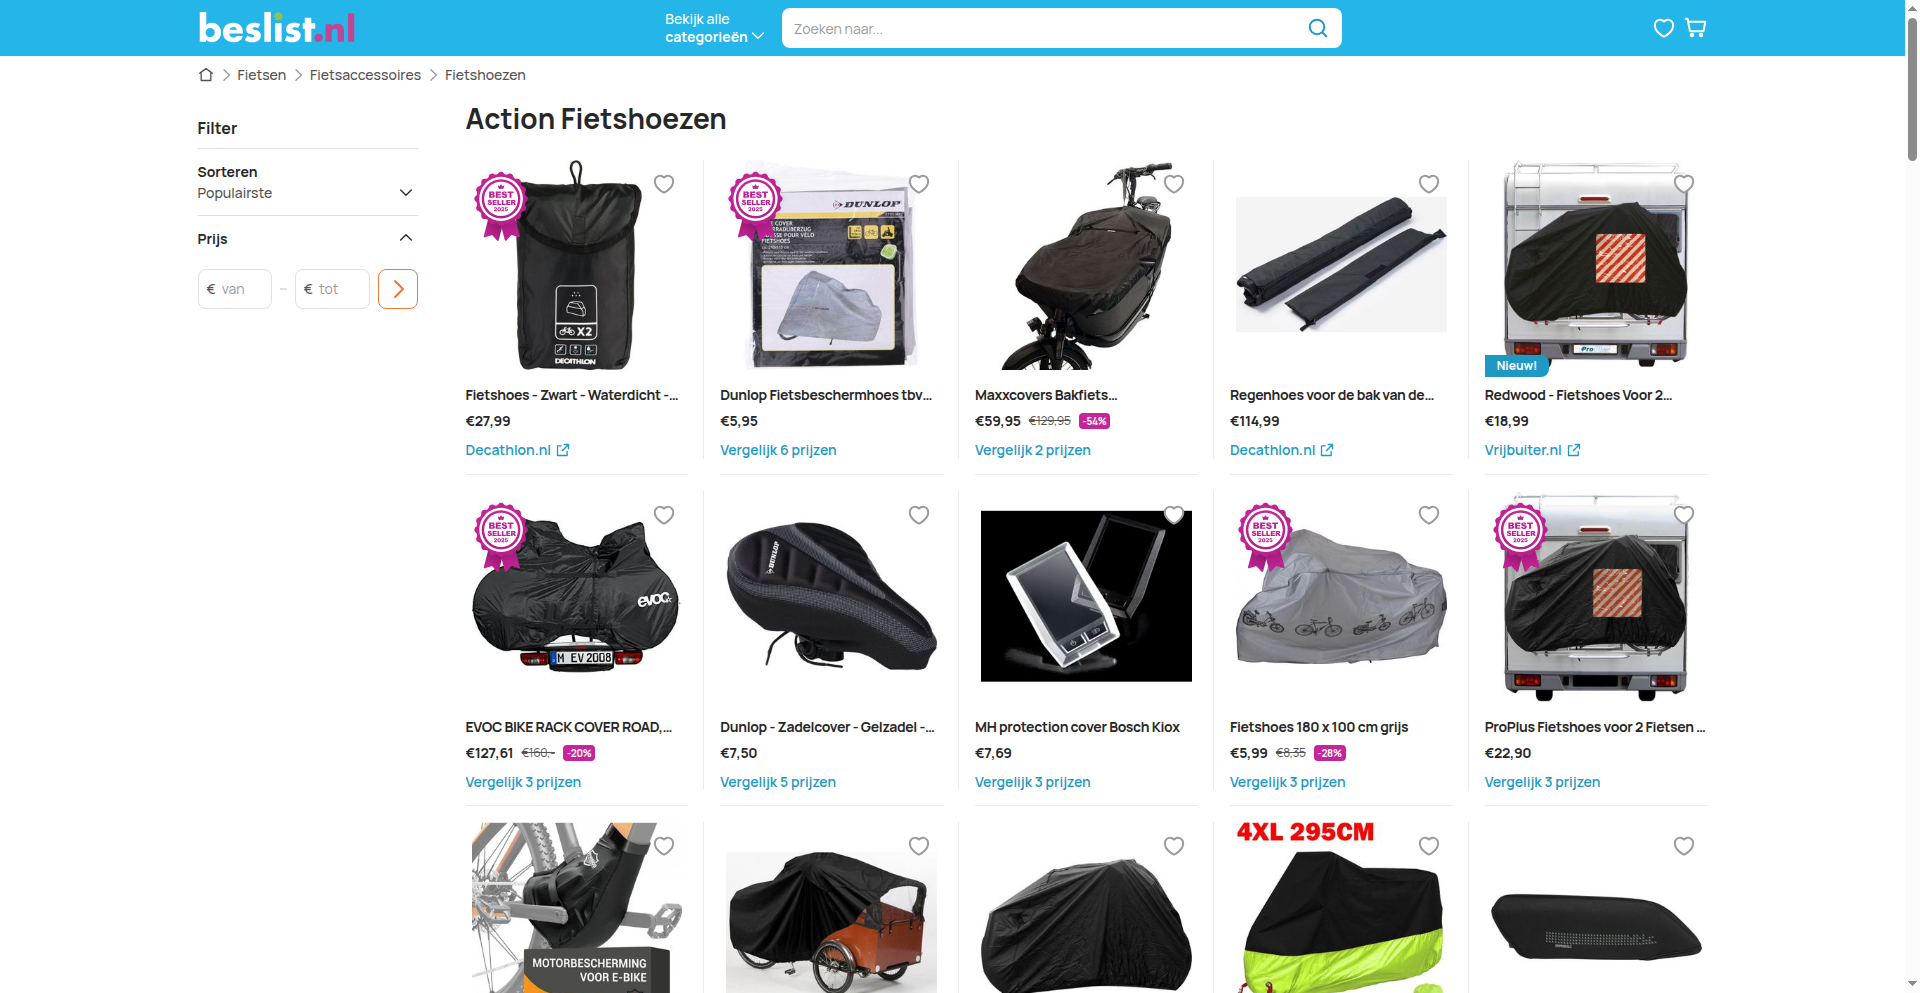 beslist.nl
Bekijk alle
categorieën
Zoeken naar...
Fietsen
Fietsaccessoires
Fietshoezen
Filter
Sorteren
Populairste
Prijs
€ van
–
€ tot
Action Fietshoezen
BEST
SELLER
2025
X2
DECATHLON
BEST
SELLER
2025
DUNLOP
Nieuw!
Fietshoes - Zwart - Waterdicht -...
€27,99
Decathlon.nl
Dunlop Fietsbeschermhoes tbv...
€5,95
Vergelijk 6 prijzen
Maxxcovers Bakfiets...
€59,95 €129,95 -54%
Vergelijk 2 prijzen
Regenhoes voor de bak van de...
€114,99
Decathlon.nl
Redwood - Fietshoes Voor 2...
€18,99
Vrijbuiter.nl
BEST
SELLER
2025
evoc
M EV 2008
DUNLOP
BEST
SELLER
2025
BEST
SELLER
2025
EVOC BIKE RACK COVER ROAD,...
€127,61 €160,- -20%
Vergelijk 3 prijzen
Dunlop - Zadelcover - Gelzadel -...
€7,50
Vergelijk 5 prijzen
MH protection cover Bosch Kiox
€7,69
Vergelijk 3 prijzen
Fietshoes 180 x 100 cm grijs
€5,99 €8,35 -28%
Vergelijk 3 prijzen
ProPlus Fietshoes voor 2 Fietsen ...
€22,90
Vergelijk 3 prijzen
MOTORBESCHERMING
VOOR E-BIKE
4XL 295CM